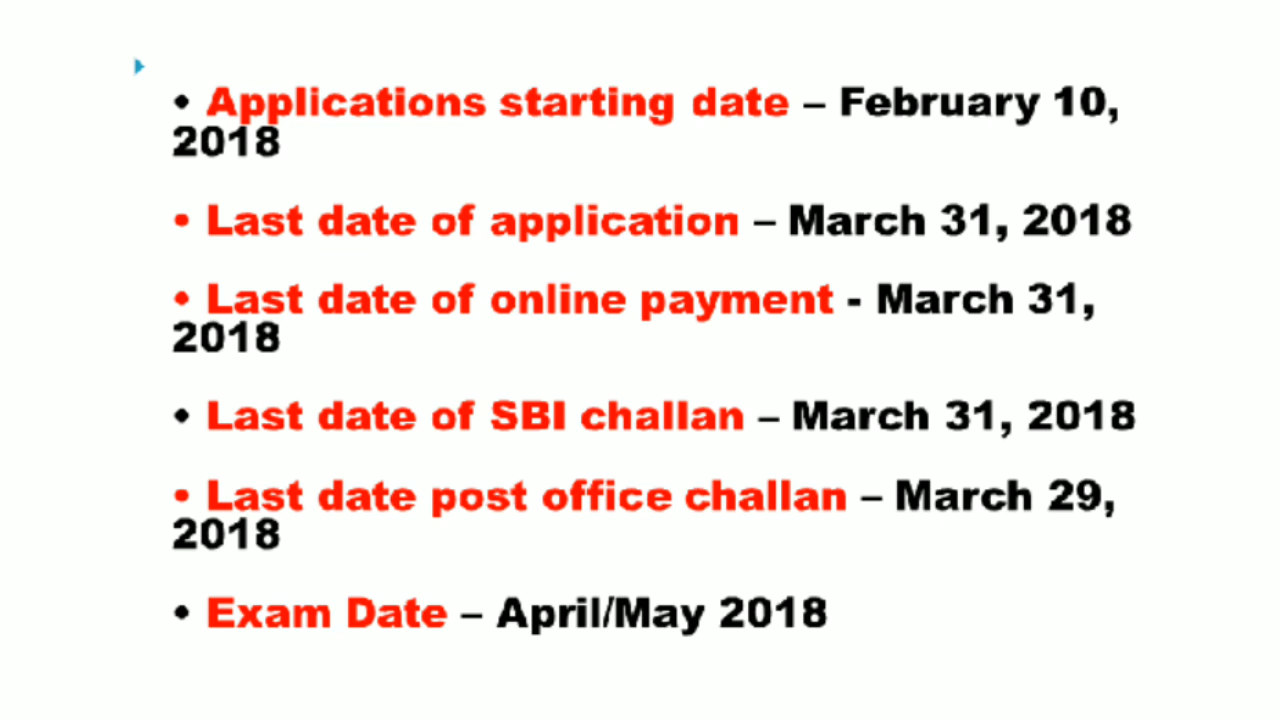 • Applications starting date – February 10,
2018
• Last date of application – March 31, 2018
• Last date of online payment - March 31,
2018
• Last date of SBI challan – March 31, 2018
• Last date post office challan – March 29,
2018
• Exam Date – April/May 2018